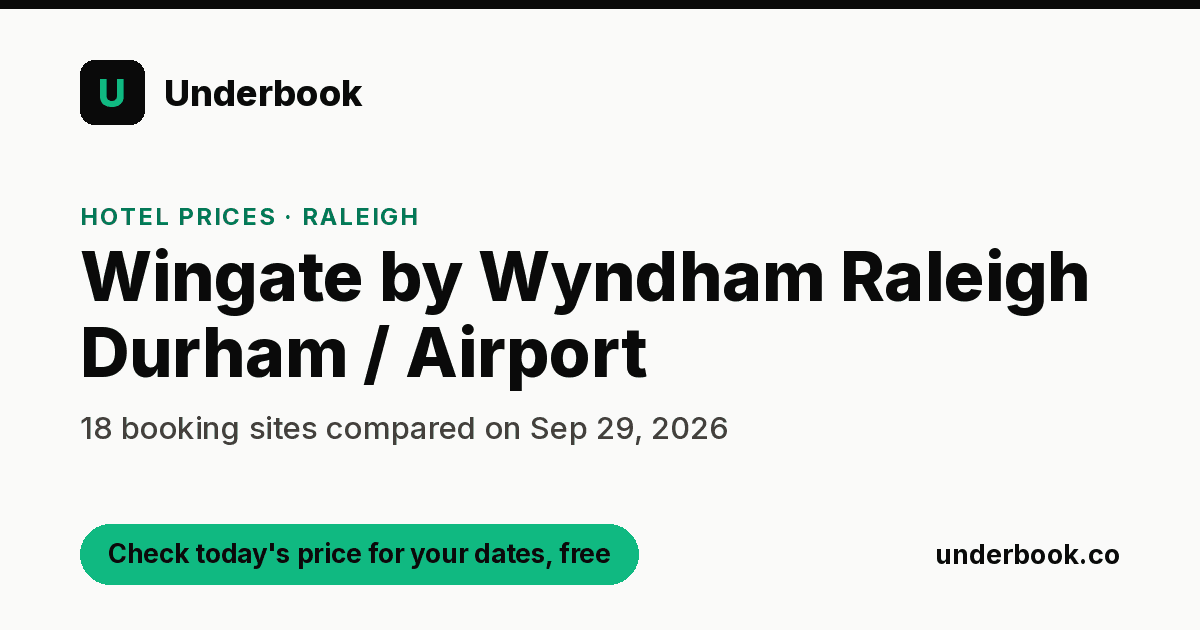 U Underbook
HOTEL PRICES · RALEIGH
Wingate by Wyndham Raleigh
Durham / Airport
18 booking sites compared on Sep 29, 2026
Check today's price for your dates, free
underbook.co